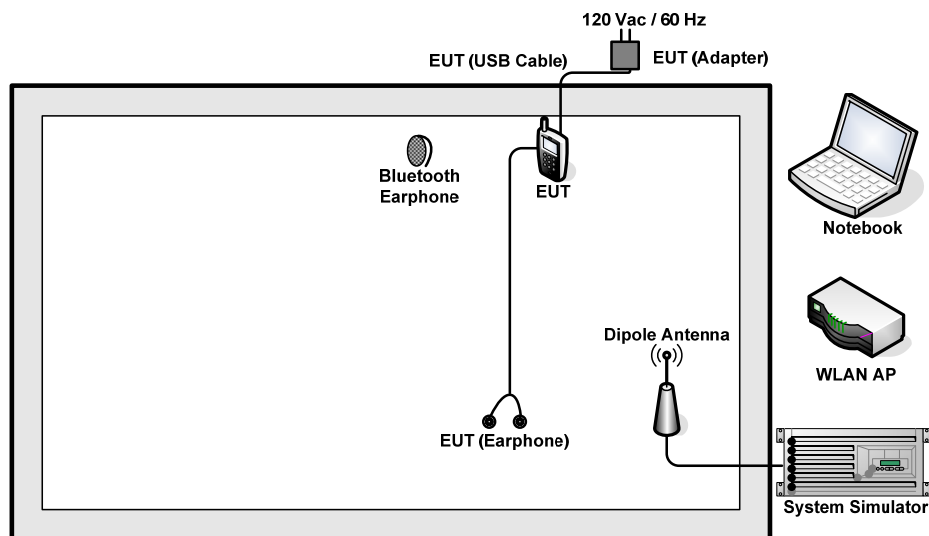 120 Vac / 60 Hz
EUT (USB Cable)
EUT (Adapter)
Bluetooth
Earphone
EUT
Notebook
Dipole Antenna
WLAN AP
EUT (Earphone)
System Simulator